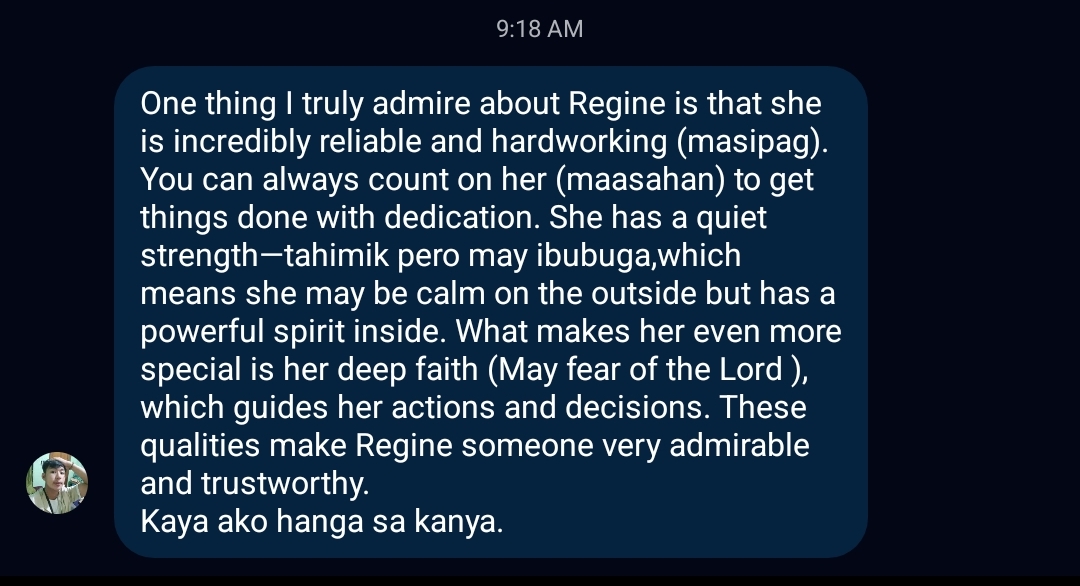 9:18 AM
One thing I truly admire about Regine is that she
is incredibly reliable and hardworking (masipag).
You can always count on her (maasahan) to get
things done with dedication. She has a quiet
strength—tahimik pero may ibubuga,which
means she may be calm on the outside but has a
powerful spirit inside. What makes her even more
special is her deep faith (May fear of the Lord ),
which guides her actions and decisions. These
qualities make Regine someone very admirable
and trustworthy.
Kaya ako hanga sa kanya.